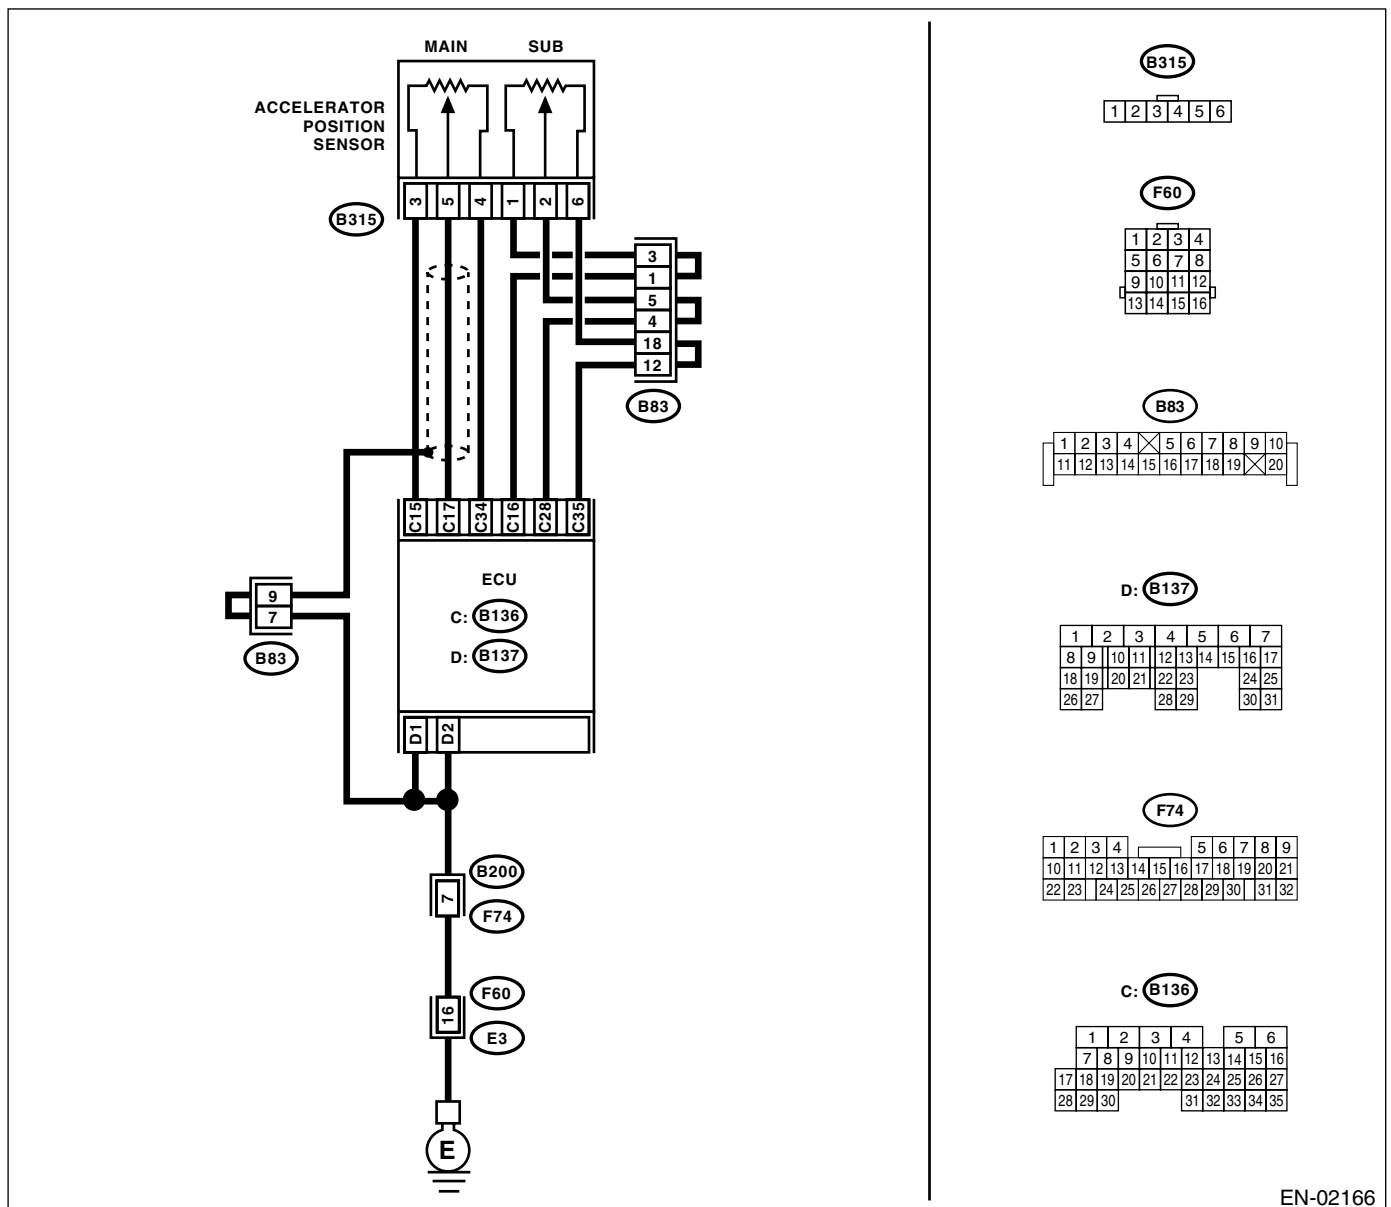 MAIN SUB
ACCELERATOR
POSITION
SENSOR
3 5 4 1 2 6
B315
3
1
5
4
18
12
B83
C15 C17 C34 C16 C28 C35
ECU
C: B136
D: B137
9
7
B83
D1 D2
B200
7
F74
F60
16
E3
E
B315
1 2 3 4 5 6
F60
1 2 3 4
5 6 7 8
9 10 11 12
13 14 15 16
B83
1 2 3 4 5 6 7 8 9 10
11 12 13 14 15 16 17 18 19 20
D: B137
1 2 3 4 5 6 7
8 9 10 11 12 13 14 15 16 17
18 19 20 21 22 23 24 25
26 27 28 29 30 31
F74
1 2 3 4 5 6 7 8 9
10 11 12 13 14 15 16 17 18 19 20 21
22 23 24 25 26 27 28 29 30 31 32
C: B136
1 2 3 4 5 6
7 8 9 10 11 12 13 14 15 16
17 18 19 20 21 22 23 24 25 26 27
28 29 30 31 32 33 34 35
EN-02166